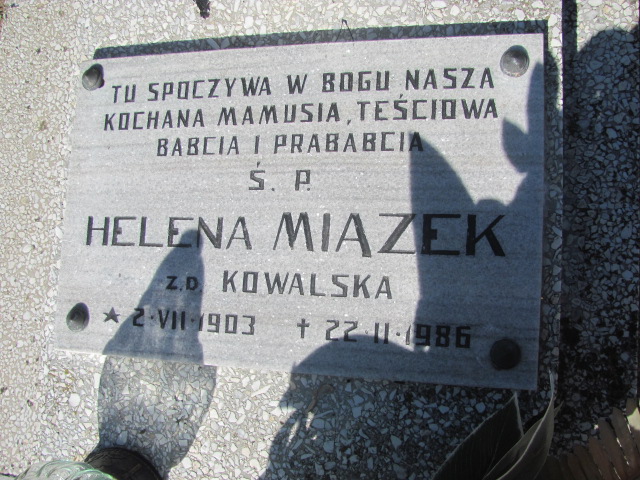 TU SPOCZYWA W BOGU NASZA
KOCHANA MAMUSIA, TEŚCIOWA
BABCIA I PRABABCIA
Ś. P.
HELENA MIĄZEK
Z.D. KOWALSKA
★ 2·VII·1903 ✝ 22·II·1986